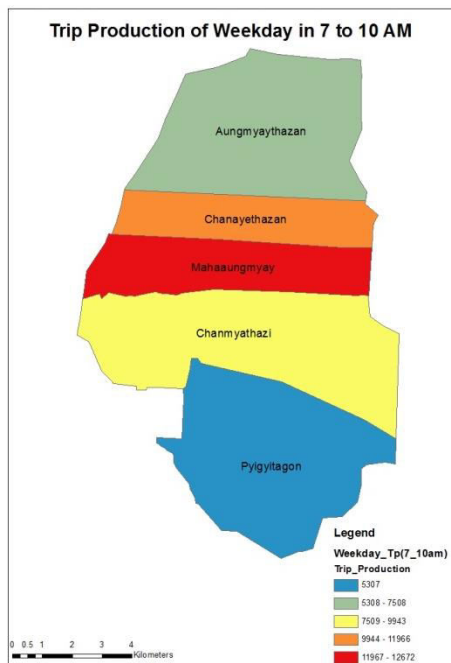 Trip Production of Weekday in 7 to 10 AM
Aungmyaythazan
Chanayethazan
Mahaaungmyay
Chanmyathazi
Pyigyitagon
Legend
Weekday_Tp(7_10am)
Trip_Production
5307
5308 - 7508
7509 - 9943
9944 - 11966
11967 - 12672
0 0.5 1 2 3 4
Kilometers